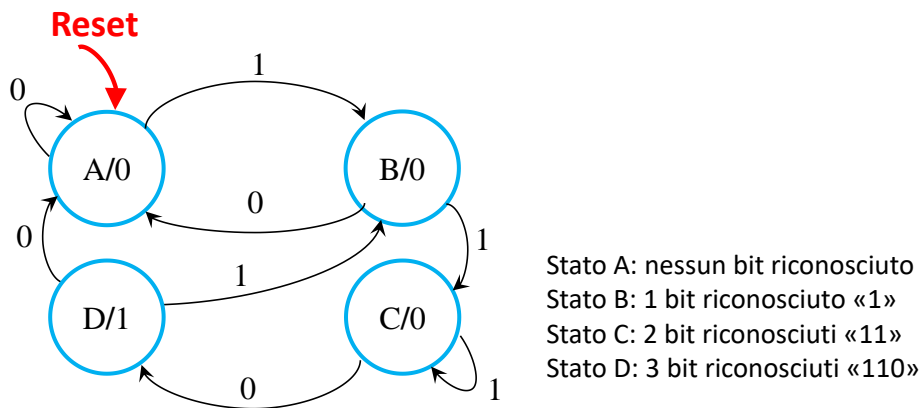 Reset
1
0
A/0
B/0
0
0
1
1
D/1
C/0
0
1
Stato A: nessun bit riconosciuto
Stato B: 1 bit riconosciuto «1»
Stato C: 2 bit riconosciuti «11»
Stato D: 3 bit riconosciuti «110»